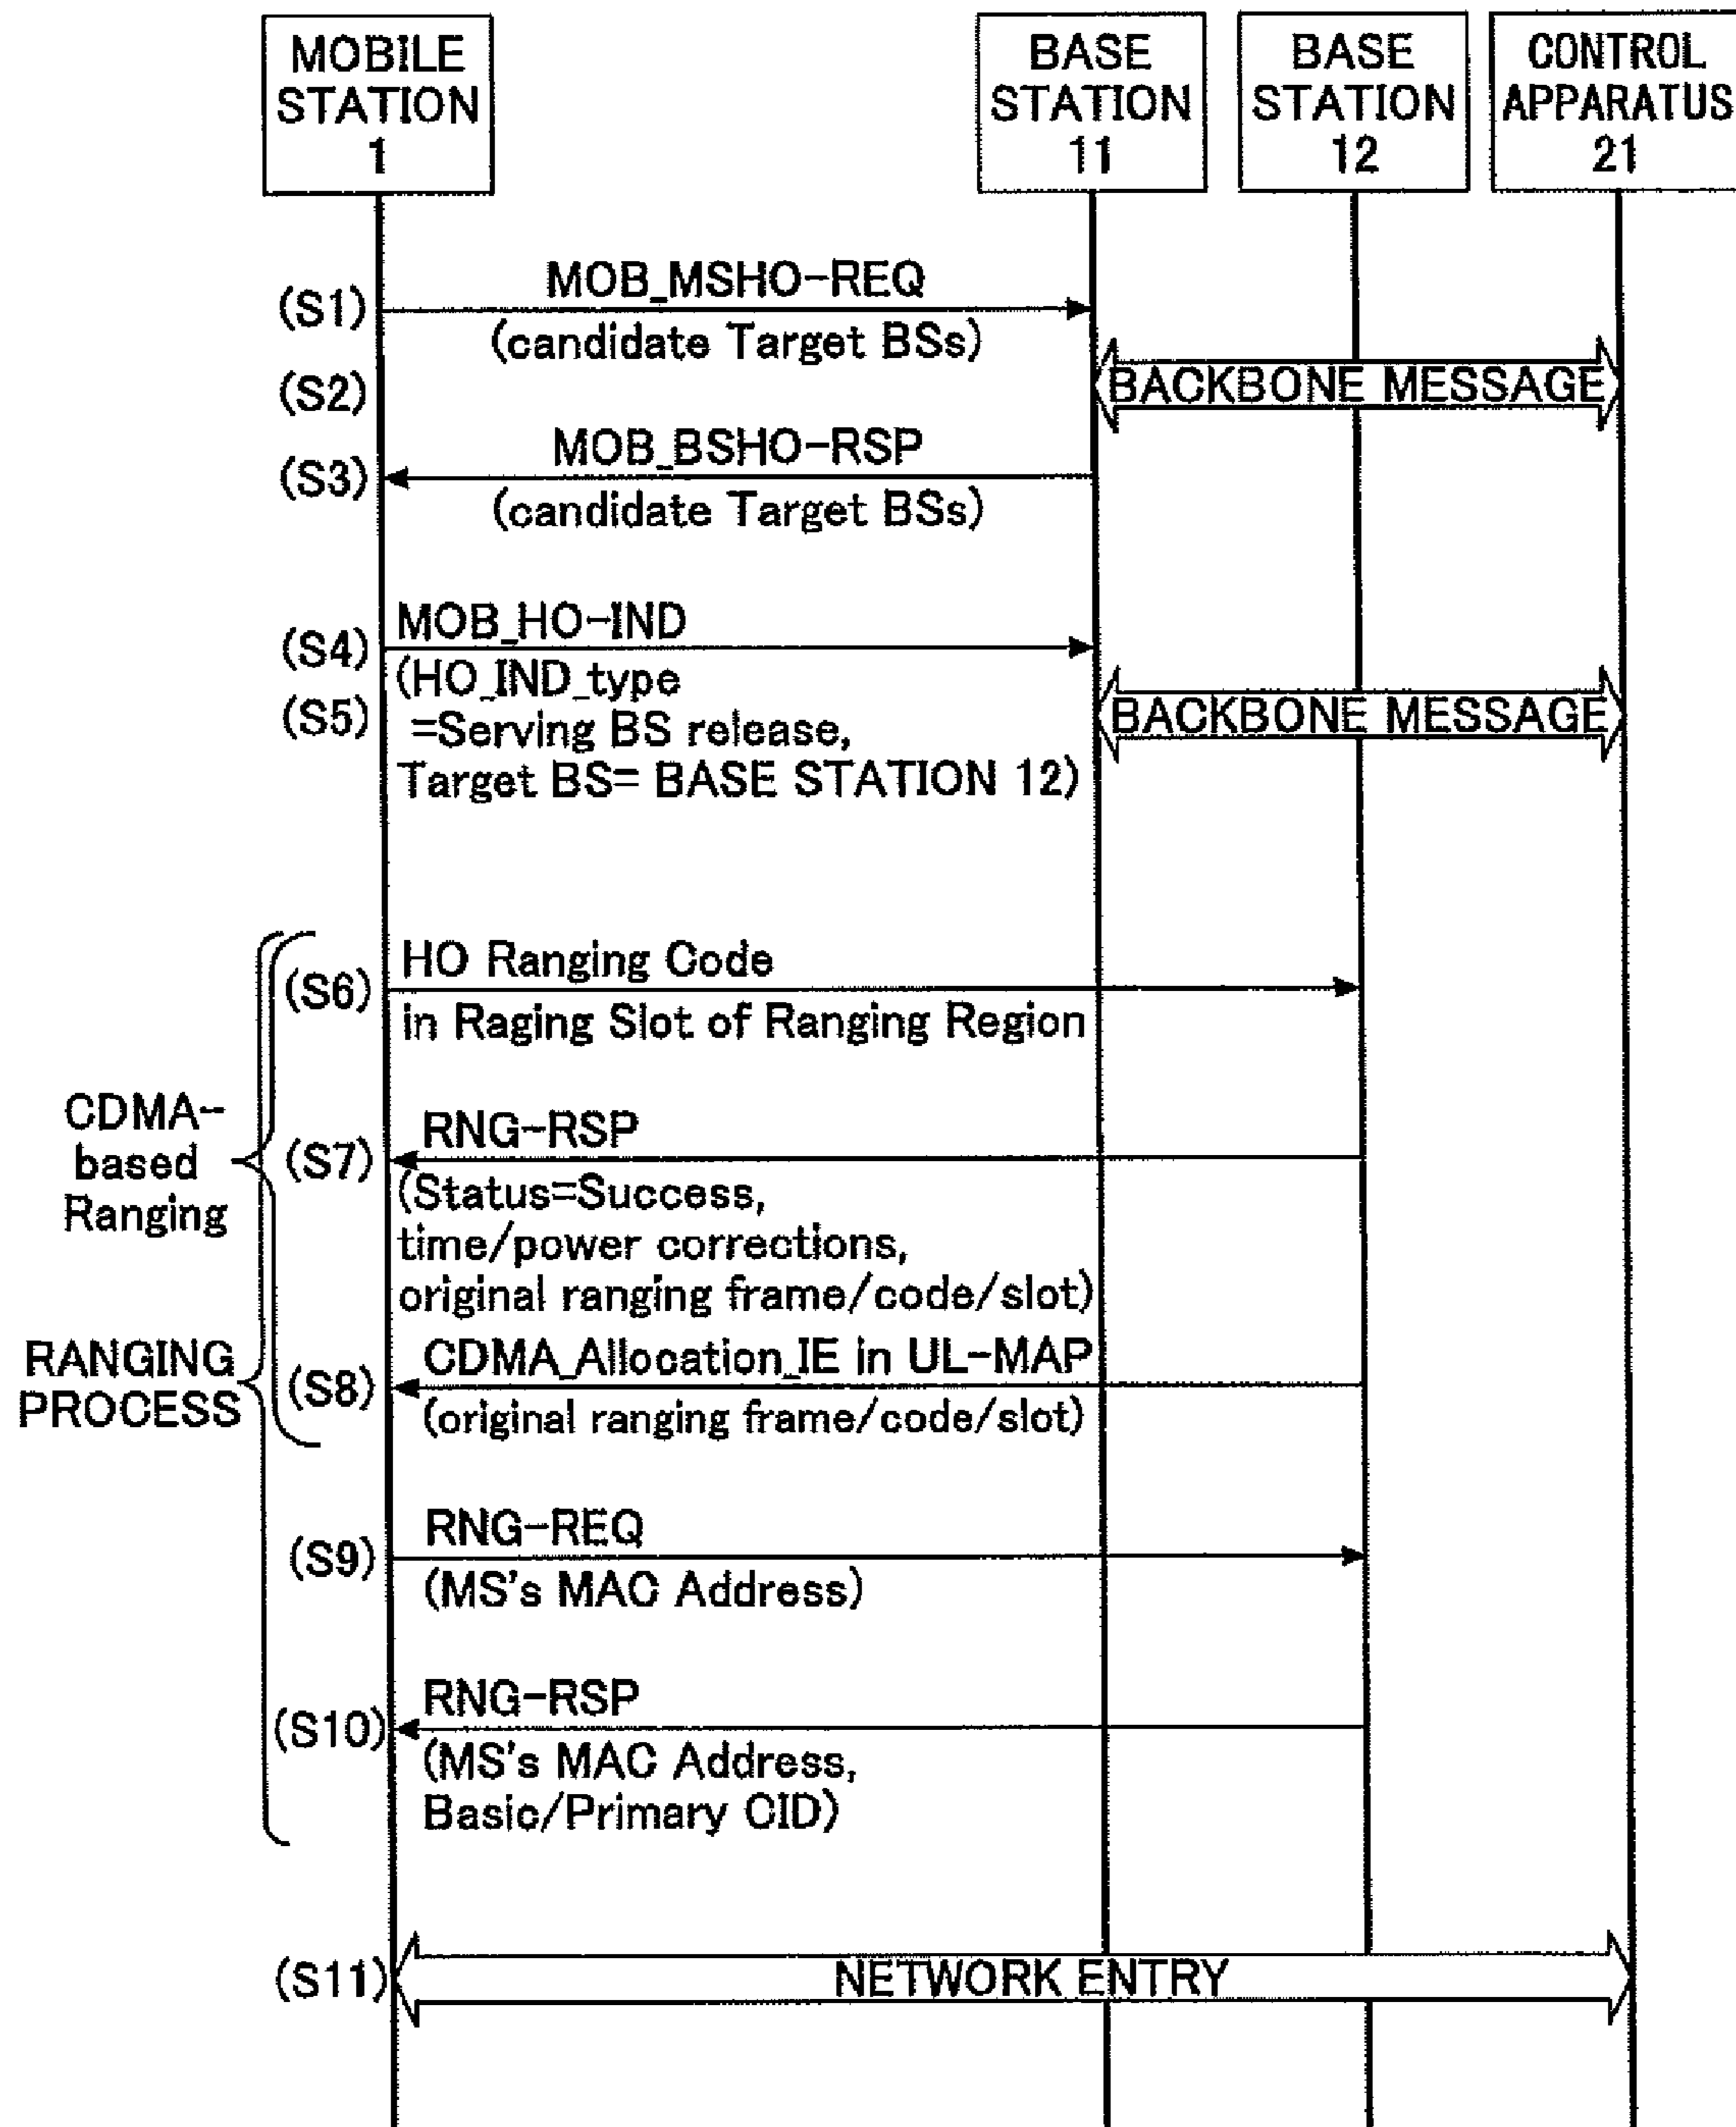 MOBILE
STATION
1
BASE
STATION
11
BASE
STATION
12
CONTROL
APPARATUS
21
(S1)
MOB_MSHO-REQ
(candidate Target BSs)
(S2)
BACKBONE MESSAGE
(S3)
MOB_BSHO-RSP
(candidate Target BSs)
(S4)
MOB_HO-IND
(HO_IND_type
=Serving BS release,
Target BS= BASE STATION 12)
(S5)
BACKBONE MESSAGE
(S6)
HO Ranging Code
in Raging Slot of Ranging Region
CDMA-
based
Ranging
(S7)
RNG-RSP
(Status=Success,
time/power corrections,
original ranging frame/code/slot)
RANGING
PROCESS
(S8)
CDMA_Allocation_IE in UL-MAP
(original ranging frame/code/slot)
(S9)
RNG-REQ
(MS's MAC Address)
(S10)
RNG-RSP
(MS's MAC Address,
Basic/Primary CID)
(S11)
NETWORK ENTRY